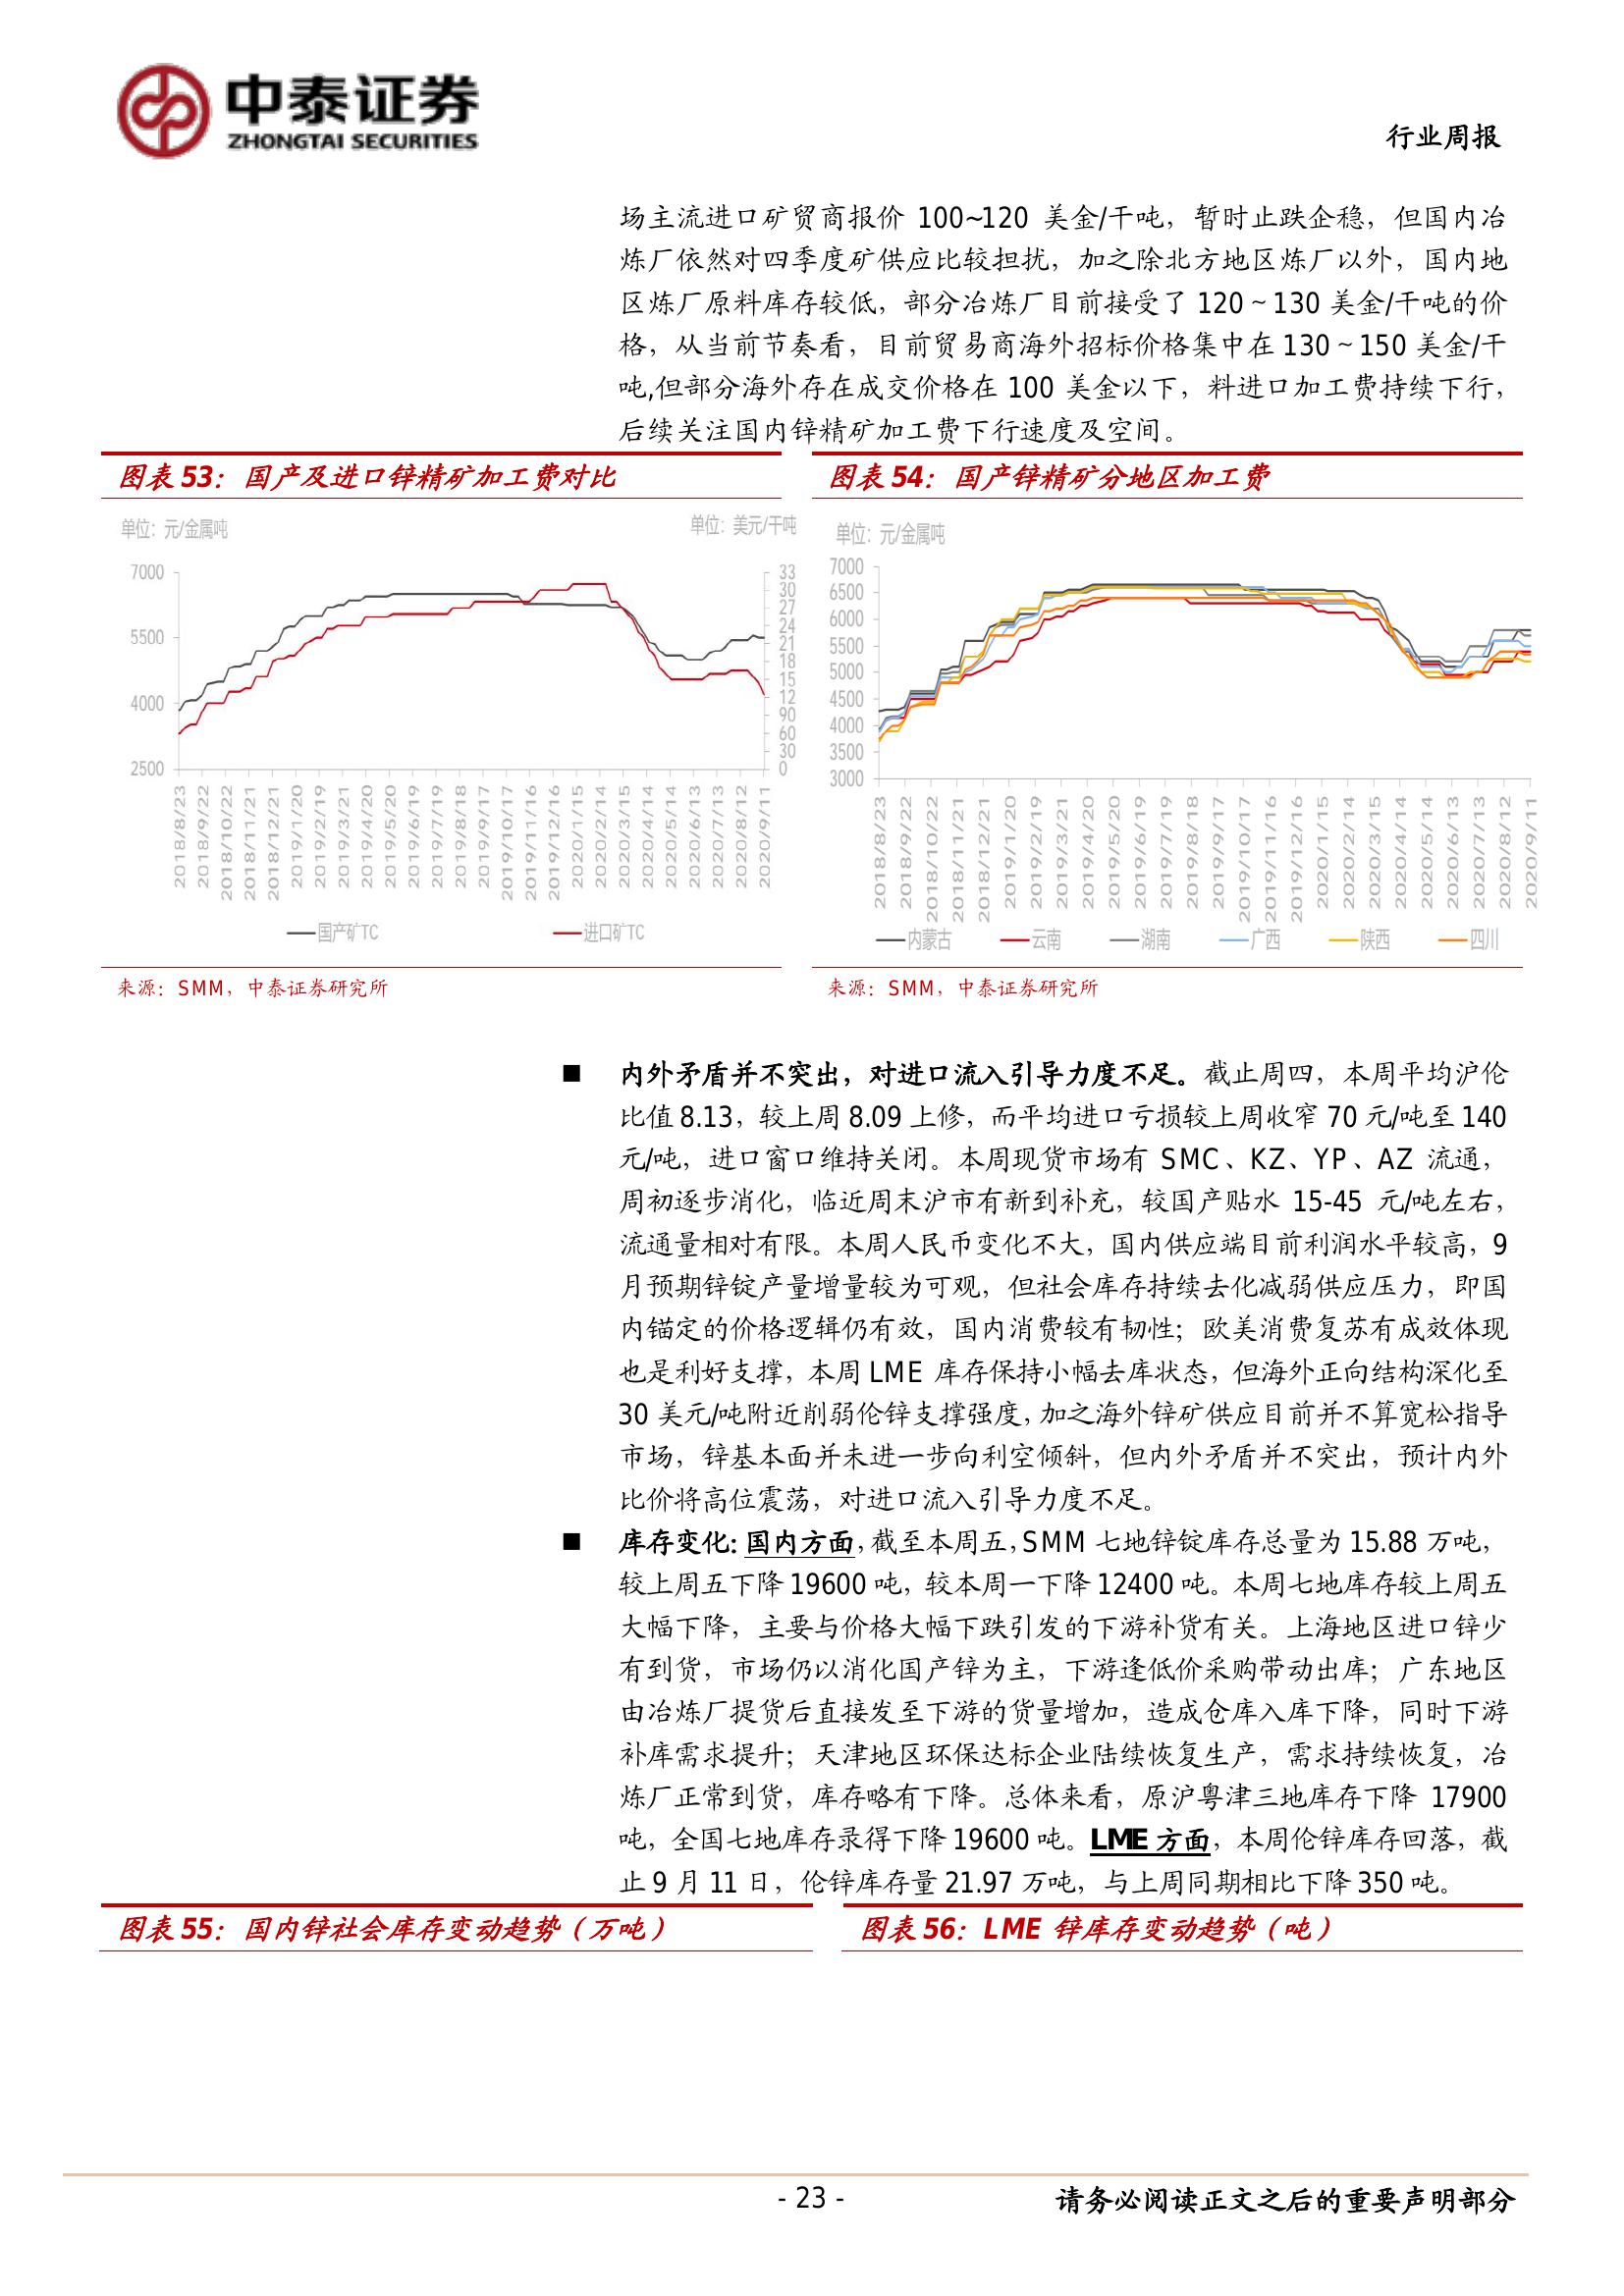 中泰证券
ZHONGTAI SECURITIES
行业周报
场主流进口矿贸商报价 100~120 美金/干吨，暂时止跌企稳，但国内冶
炼厂依然对四季度矿供应比较担扰，加之除北方地区炼厂以外，国内地
区炼厂原料库存较低，部分冶炼厂目前接受了 120～130 美金/干吨的价
格，从当前节奏看，目前贸易商海外招标价格集中在 130～150 美金/干
吨,但部分海外存在成交价格在 100 美金以下，料进口加工费持续下行，
后续关注国内锌精矿加工费下行速度及空间。
图表 53：国产及进口锌精矿加工费对比
单位：元/金属吨
单位：美元/干吨
7000
5500
4000
2500
33
30
27
24
21
18
15
12
90
60
30
0
2018/8/23
2018/9/22
2018/10/22
2018/11/21
2018/12/21
2019/1/20
2019/2/19
2019/3/21
2019/4/20
2019/5/20
2019/6/19
2019/7/19
2019/8/18
2019/9/17
2019/10/17
2019/11/16
2019/12/16
2020/1/15
2020/2/14
2020/3/15
2020/4/14
2020/5/14
2020/6/13
2020/7/13
2020/8/12
2020/9/11
国产矿TC 进口矿TC
来源：SMM，中泰证券研究所
图表 54：国产锌精矿分地区加工费
单位：元/金属吨
7000
6500
6000
5500
5000
4500
4000
3500
3000
2018/8/23
2018/9/22
2018/10/22
2018/11/21
2018/12/21
2019/1/20
2019/2/19
2019/3/21
2019/4/20
2019/5/20
2019/6/19
2019/7/19
2019/8/18
2019/9/17
2019/10/17
2019/11/16
2019/12/16
2020/1/15
2020/2/14
2020/3/15
2020/4/14
2020/5/14
2020/6/13
2020/7/13
2020/8/12
2020/9/11
内蒙古 云南 湖南 广西 陕西 四川
来源：SMM，中泰证券研究所
■ 内外矛盾并不突出，对进口流入引导力度不足。截止周四，本周平均沪伦
比值 8.13，较上周 8.09 上修，而平均进口亏损较上周收窄 70 元/吨至 140
元/吨，进口窗口维持关闭。本周现货市场有 SMC、KZ、YP、AZ 流通，
周初逐步消化，临近周末沪市有新到补充，较国产贴水 15-45 元/吨左右，
流通量相对有限。本周人民币变化不大，国内供应端目前利润水平较高，9
月预期锌锭产量增量较为可观，但社会库存持续去化减弱供应压力，即国
内锚定的价格逻辑仍有效，国内消费较有韧性；欧美消费复苏有成效体现
也是利好支撑，本周 LME 库存保持小幅去库状态，但海外正向结构深化至
30 美元/吨附近削弱伦锌支撑强度，加之海外锌矿供应目前并不算宽松指导
市场，锌基本面并未进一步向利空倾斜，但内外矛盾并不突出，预计内外
比价将高位震荡，对进口流入引导力度不足。
■ 库存变化：国内方面，截至本周五，SMM 七地锌锭库存总量为 15.88 万吨，
较上周五下降 19600 吨，较本周一下降 12400 吨。本周七地库存较上周五
大幅下降，主要与价格大幅下跌引发的下游补货有关。上海地区进口锌少
有到货，市场仍以消化国产锌为主，下游逢低价采购带动出库；广东地区
由冶炼厂提货后直接发至下游的货量增加，造成仓库入库下降，同时下游
补库需求提升；天津地区环保达标企业陆续恢复生产，需求持续恢复，冶
炼厂正常到货，库存略有下降。总体来看，原沪粤津三地库存下降 17900
吨，全国七地库存录得下降 19600 吨。LME 方面，本周伦锌库存回落，截
止 9 月 11 日，伦锌库存量 21.97 万吨，与上周同期相比下降 350 吨。
图表 55：国内锌社会库存变动趋势（万吨）
图表 56：LME 锌库存变动趋势（吨）
- 23 -
请务必阅读正文之后的重要声明部分